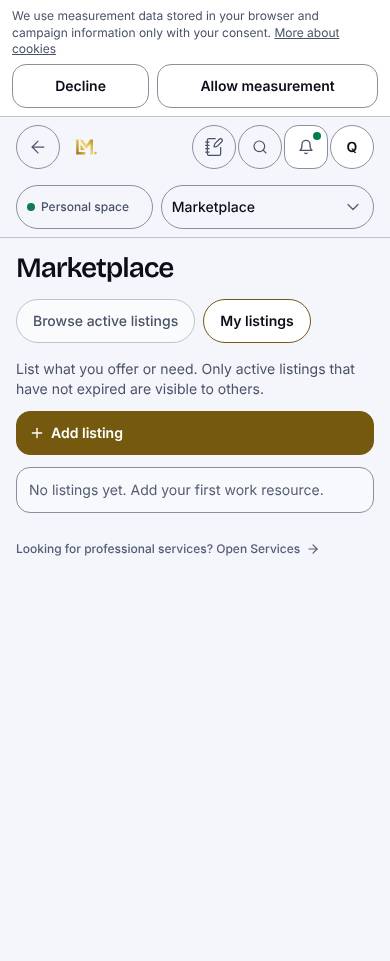 We use measurement data stored in your browser and
campaign information only with your consent. More about
cookies
Decline
Allow measurement
LM.
Q
Personal space
Marketplace
Marketplace
Browse active listings
My listings
List what you offer or need. Only active listings that
have not expired are visible to others.
+ Add listing
No listings yet. Add your first work resource.
Looking for professional services? Open Services →